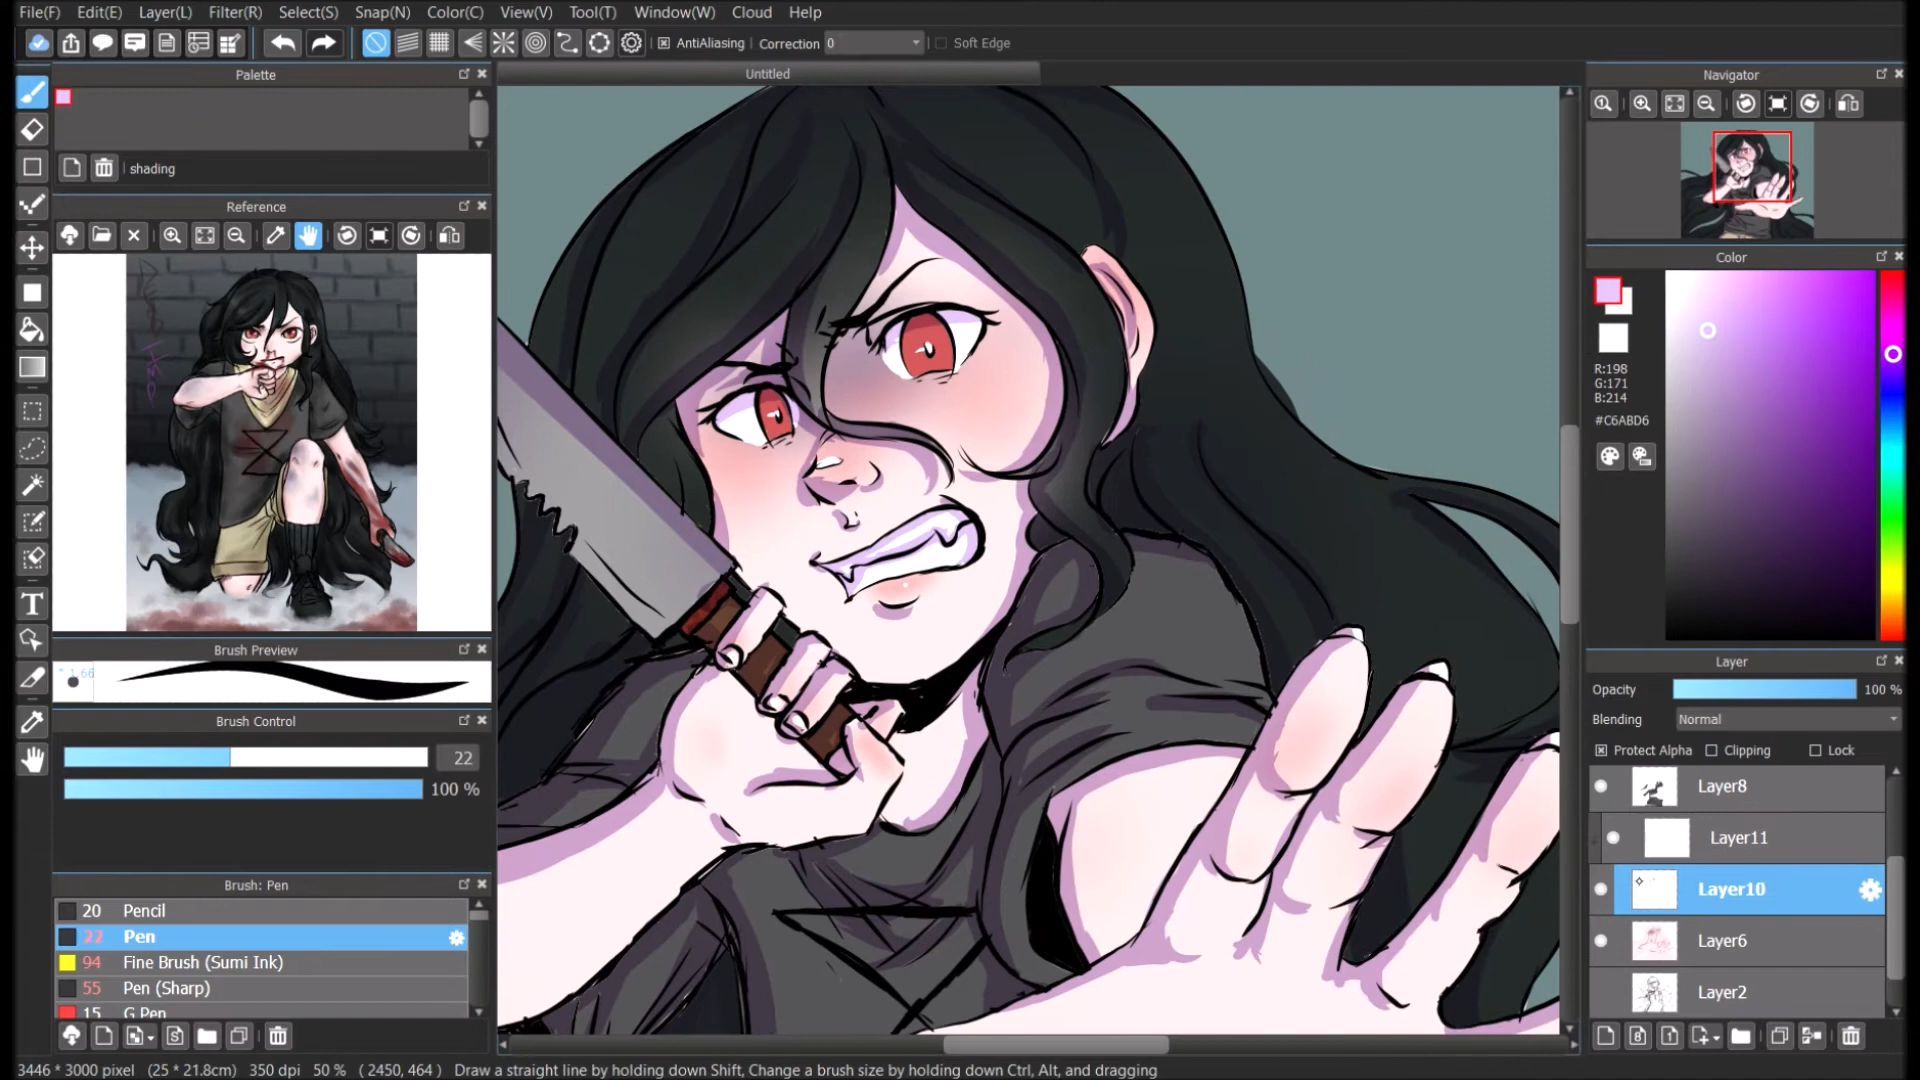 File(F) Edit(E) Layer(L) Filter(R) Select(S) Snap(N) Color(C) View(V) Tool(T) Window(W) Cloud Help
AntiAliasing Correction 0 Soft Edge
Palette
Untitled
Navigator
shading
Reference
Color
R:198
G:171
B:214
#C6ABD6
Brush Preview
Layer
Opacity 100 %
Blending Normal
Brush Control
Protect Alpha Clipping Lock
22
100 %
Layer8
Layer11
Brush: Pen
Layer10
20 Pencil
22 Pen
Layer6
94 Fine Brush (Sumi Ink)
55 Pen (Sharp)
Layer2
15 G Pen
3446 * 3000 pixel (25 * 21.8cm) 350 dpi 50 % ( 2450, 464 ) Draw a straight line by holding down Shift, Change a brush size by holding down Ctrl, Alt, and dragging